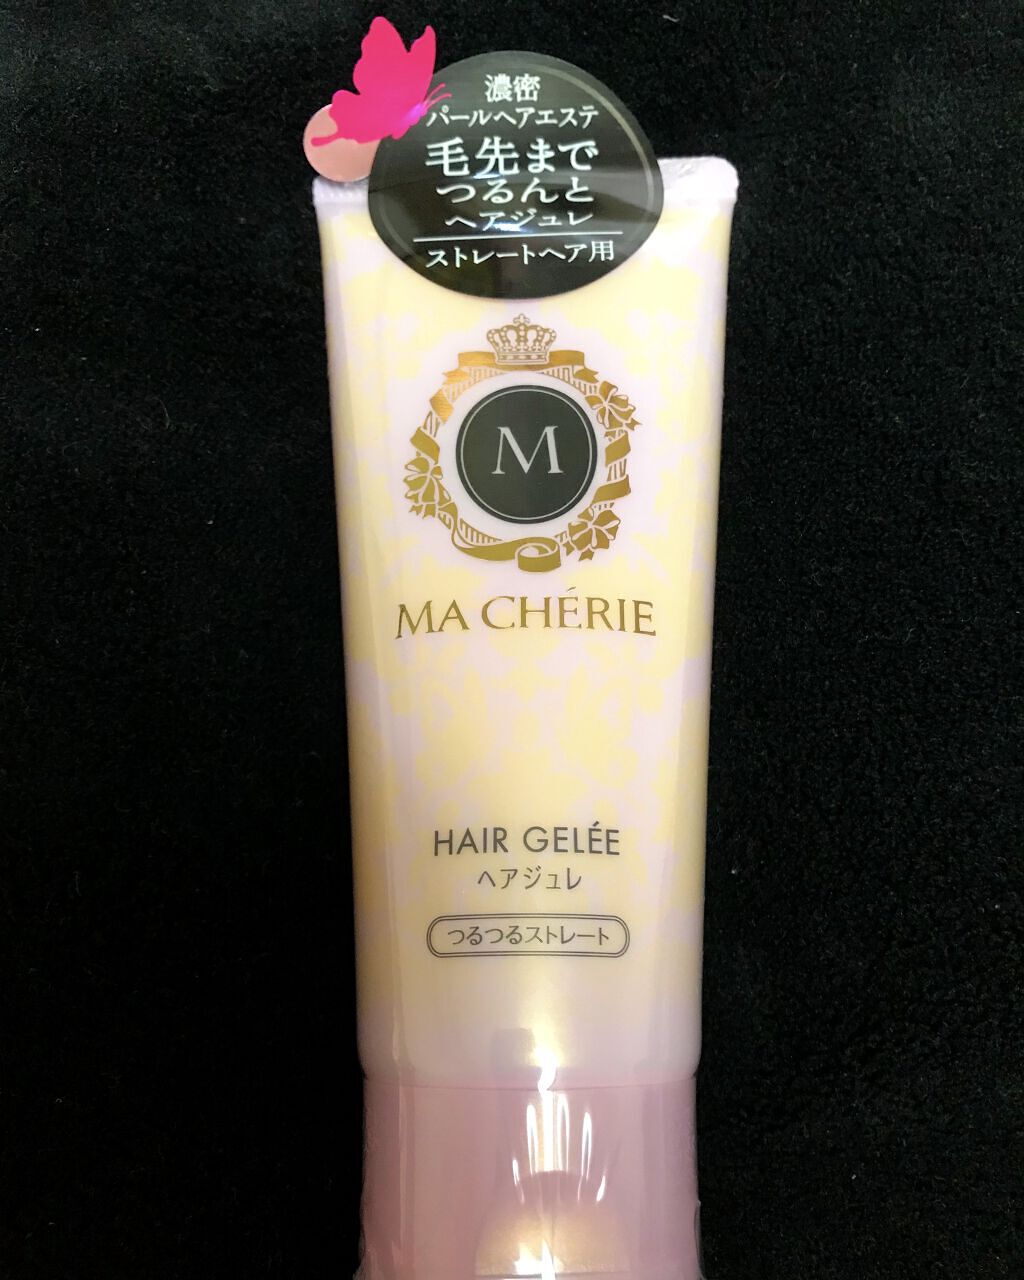 濃密
パールヘアエステ
毛先まで
つるんと
ヘアジュレ
ストレートヘア用
M
MA CHÉRIE
HAIR GELÉE
ヘアジュレ
つるつるストレート